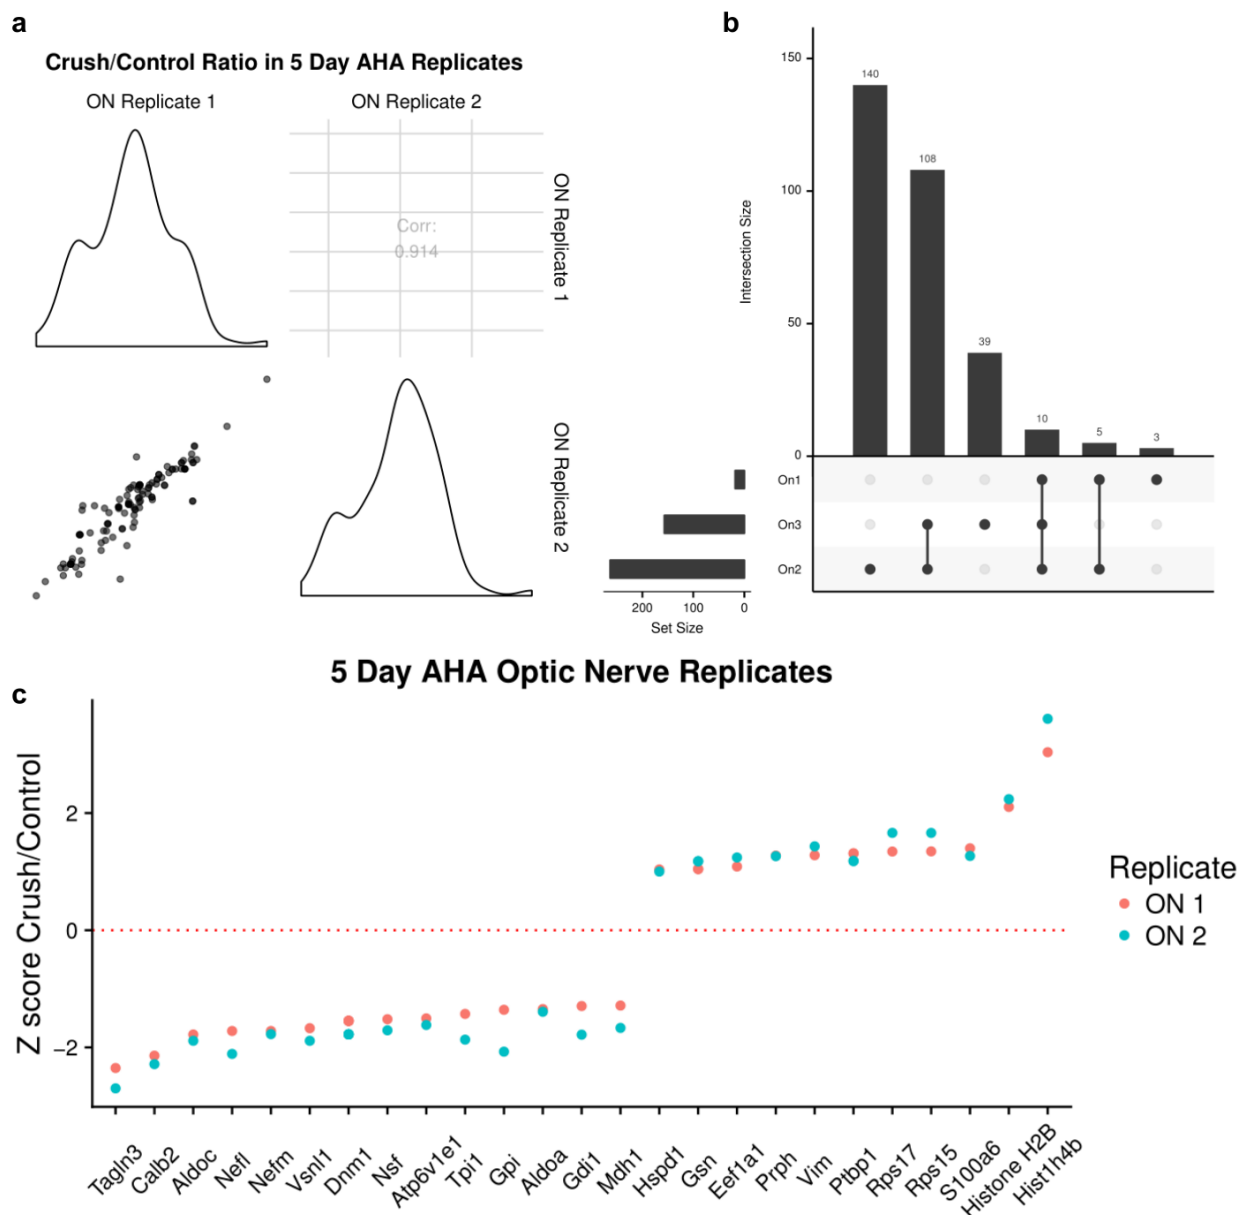 a
Crush/Control Ratio in 5 Day AHA Replicates
ON Replicate 1
ON Replicate 2
Corr:
0.914
ON Replicate 1
ON Replicate 2
b
Intersection Size
150
100
50
0
140
108
39
10
5
3
On1
On3
On2
200 100 0
Set Size
c
5 Day AHA Optic Nerve Replicates
Z score Crush/Control
2
0
−2
Tagln3
Calb2
Aldoc
Nefl
Nefm
Vsnl1
Dnm1
Nsf
Atp6v1e1
Tpi1
Gpi
Aldoa
Gdi1
Mdh1
Hspd1
Gsn
Eef1a1
Prph
Vim
Ptbp1
Rps17
Rps15
S100a6
Histone H2B
Hist1h4b
Replicate
ON 1
ON 2